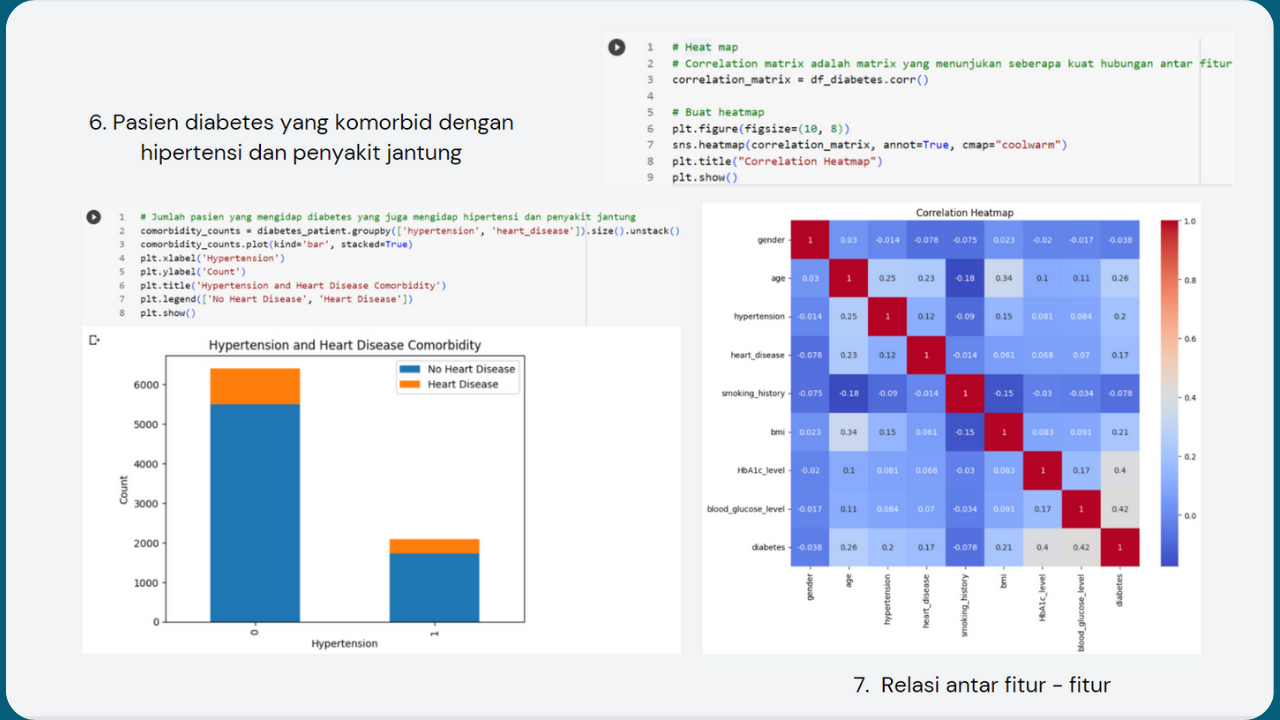 6. Pasien diabetes yang komorbid dengan
hipertensi dan penyakit jantung
1 # Jumlah pasien yang mengidap diabetes yang juga mengidap hipertensi dan penyakit jantung
2 comorbidity_counts = diabetes_patient.groupby(['hypertension', 'heart_disease']).size().unstack()
3 comorbidity_counts.plot(kind='bar', stacked=True)
4 plt.xlabel('Hypertension')
5 plt.ylabel('Count')
6 plt.title('Hypertension and Heart Disease Comorbidity')
7 plt.legend(['No Heart Disease', 'Heart Disease'])
8 plt.show()
Hypertension and Heart Disease Comorbidity
No Heart Disease
Heart Disease
6000
5000
4000
3000
2000
1000
0
Count
0 1
Hypertension
1 # Heat map
2 # Correlation matrix adalah matrix yang menunjukan seberapa kuat hubungan antar fitur
3 correlation_matrix = df_diabetes.corr()
4
5 # Buat heatmap
6 plt.figure(figsize=(10, 8))
7 sns.heatmap(correlation_matrix, annot=True, cmap="coolwarm")
8 plt.title("Correlation Heatmap")
9 plt.show()
Correlation Heatmap
gender 1 0.03 -0.014 -0.078 -0.075 0.023 -0.02 -0.017 -0.038
age 0.03 1 0.25 0.23 -0.18 0.34 0.1 0.11 0.26
hypertension -0.014 0.25 1 0.12 -0.09 0.15 0.081 0.084 0.2
heart_disease -0.078 0.23 0.12 1 -0.014 0.061 0.068 0.07 0.17
smoking_history -0.075 -0.18 -0.09 -0.014 1 -0.15 -0.03 -0.034 -0.078
bmi 0.023 0.34 0.15 0.061 -0.15 1 0.083 0.091 0.21
HbA1c_level -0.02 0.1 0.081 0.068 -0.03 0.083 1 0.17 0.4
blood_glucose_level -0.017 0.11 0.084 0.07 -0.034 0.091 0.17 1 0.42
diabetes -0.038 0.26 0.2 0.17 -0.078 0.21 0.4 0.42 1
gender age hypertension heart_disease smoking_history bmi HbA1c_level blood_glucose_level diabetes
1.0
0.8
0.6
0.4
0.2
0.0
7. Relasi antar fitur - fitur